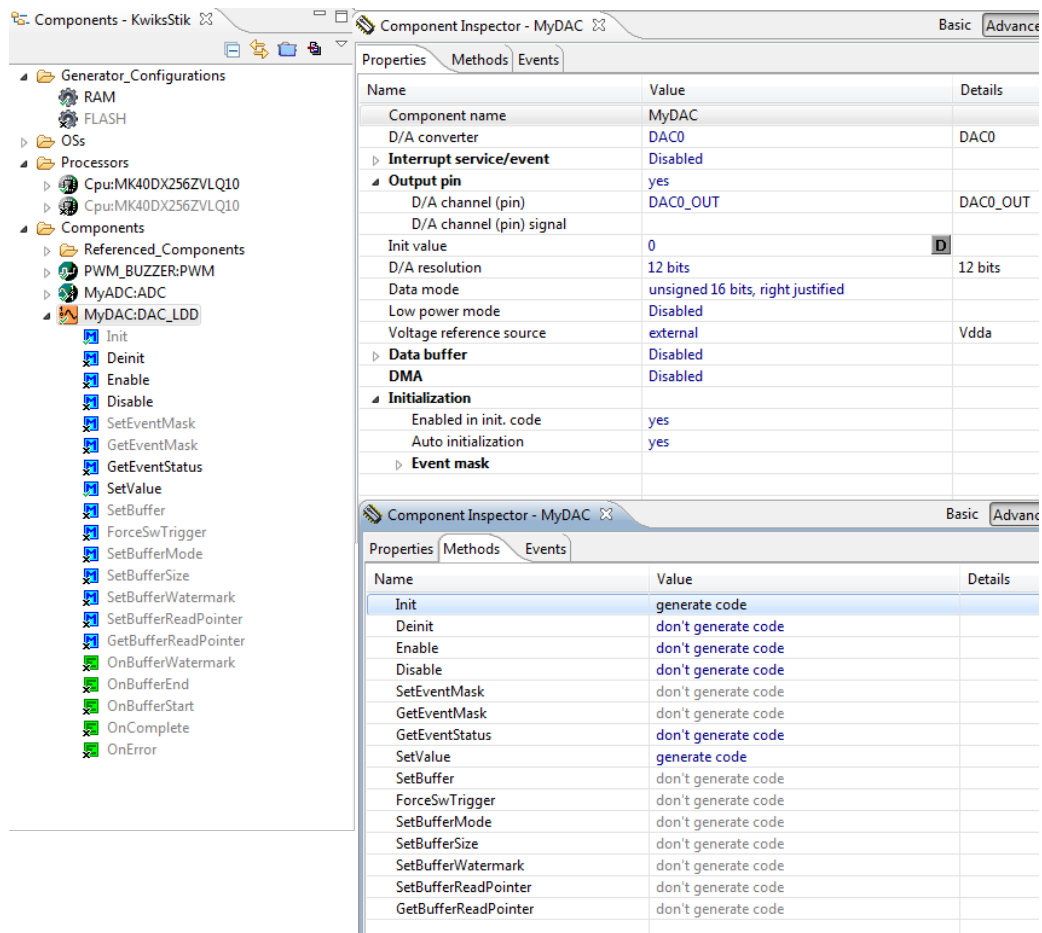 Components - KwiksStik
Generator_Configurations
RAM
FLASH
OSs
Processors
Cpu:MK40DX256ZVLQ10
Cpu:MK40DX256ZVLQ10
Components
Referenced_Components
PWM_BUZZER:PWM
MyADC:ADC
MyDAC:DAC_LDD
Init
Deinit
Enable
Disable
SetEventMask
GetEventMask
GetEventStatus
SetValue
SetBuffer
ForceSwTrigger
SetBufferMode
SetBufferSize
SetBufferWatermark
SetBufferReadPointer
GetBufferReadPointer
OnBufferWatermark
OnBufferEnd
OnBufferStart
OnComplete
OnError
Component Inspector - MyDAC Basic Advance
Properties Methods Events
Name Value Details
Component name MyDAC
D/A converter DAC0 DAC0
Interrupt service/event Disabled
Output pin yes
D/A channel (pin) DAC0_OUT DAC0_OUT
D/A channel (pin) signal
Init value 0 D
D/A resolution 12 bits 12 bits
Data mode unsigned 16 bits, right justified
Low power mode Disabled
Voltage reference source external Vdda
Data buffer Disabled
DMA Disabled
Initialization
Enabled in init. code yes
Auto initialization yes
Event mask
Component Inspector - MyDAC Basic Advanc
Properties Methods Events
Name Value Details
Init generate code
Deinit don't generate code
Enable don't generate code
Disable don't generate code
SetEventMask don't generate code
GetEventMask don't generate code
GetEventStatus don't generate code
SetValue generate code
SetBuffer don't generate code
ForceSwTrigger don't generate code
SetBufferMode don't generate code
SetBufferSize don't generate code
SetBufferWatermark don't generate code
SetBufferReadPointer don't generate code
GetBufferReadPointer don't generate code